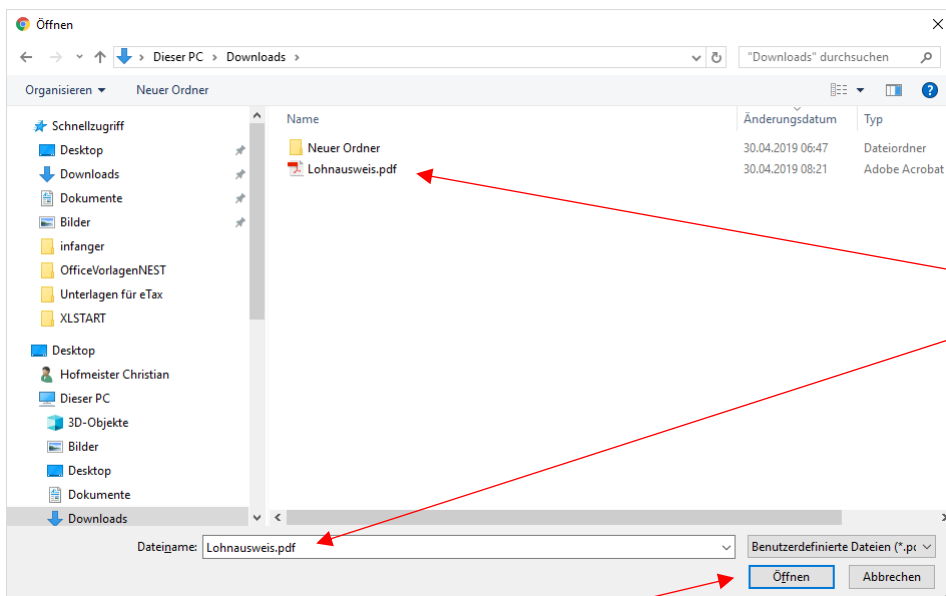 Öffnen
Dieser PC > Downloads >
"Downloads" durchsuchen
Organisieren Neuer Ordner
Name Änderungsdatum Typ
Neuer Ordner 30.04.2019 06:47 Dateiordner
Lohnausweis.pdf 30.04.2019 08:21 Adobe Acrobat
Schnellzugriff
Desktop
Downloads
Dokumente
Bilder
infanger
OfficeVorlagenNEST
Unterlagen für eTax
XLSTART
Desktop
Hofmeister Christian
Dieser PC
3D-Objekte
Bilder
Desktop
Dokumente
Downloads
Dateiname: Lohnausweis.pdf
Benutzerdefinierte Dateien (*.pc
Öffnen Abbrechen